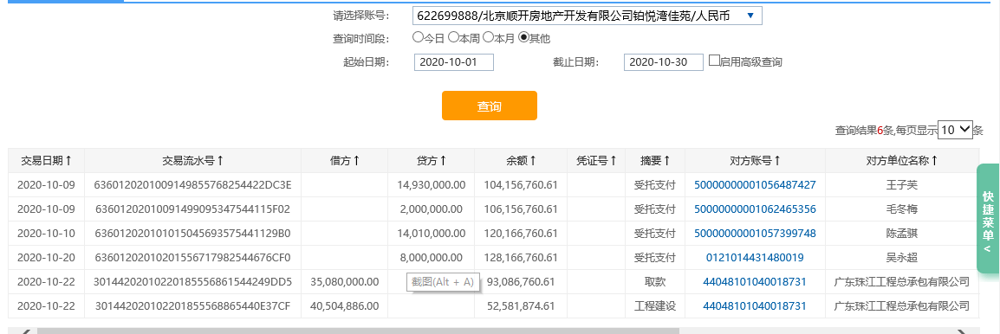 请选择账号： 622699888/北京顺开房地产开发有限公司铂悦湾佳苑/人民币 ▼
查询时间段： 今日 本周 本月 其他
起始日期： 2020-10-01 截止日期： 2020-10-30 启用高级查询
查询
查询结果6条,每页显示 10 条
交易日期↑ 交易流水号↑ 借方↑ 贷方↑ 余额↑ 凭证号↑ 摘要↑ 对方账号↑ 对方单位名称↑
2020-10-09 6360120201009149855768254422DC3E 14,930,000.00 104,156,760.61 受托支付 50000000001056487427 王子芙
2020-10-09 6360120201009149909534754​4115F02 2,000,000.00 106,156,760.61 受托支付 50000000001062465356 毛冬梅
2020-10-10 6360120201010150456935754411​29B0 14,010,000.00 120,166,760.61 受托支付 50000000001057399748 陈孟骐
2020-10-20 6360120201020155671798254467​6CF0 8,000,000.00 128,166,760.61 受托支付 0121014431480019 吴永超
2020-10-22 3014420201022018555686154​4249DD5 35,080,000.00 截图(Alt + A) 93,086,760.61 取款 44048101040018731 广东珠江工程总承包有限公司
2020-10-22 301442020102201855568865440E37CF 40,504,886.00 52,581,874.61 工程建设 44048101040018731 广东珠江工程总承包有限公司
快捷菜单<